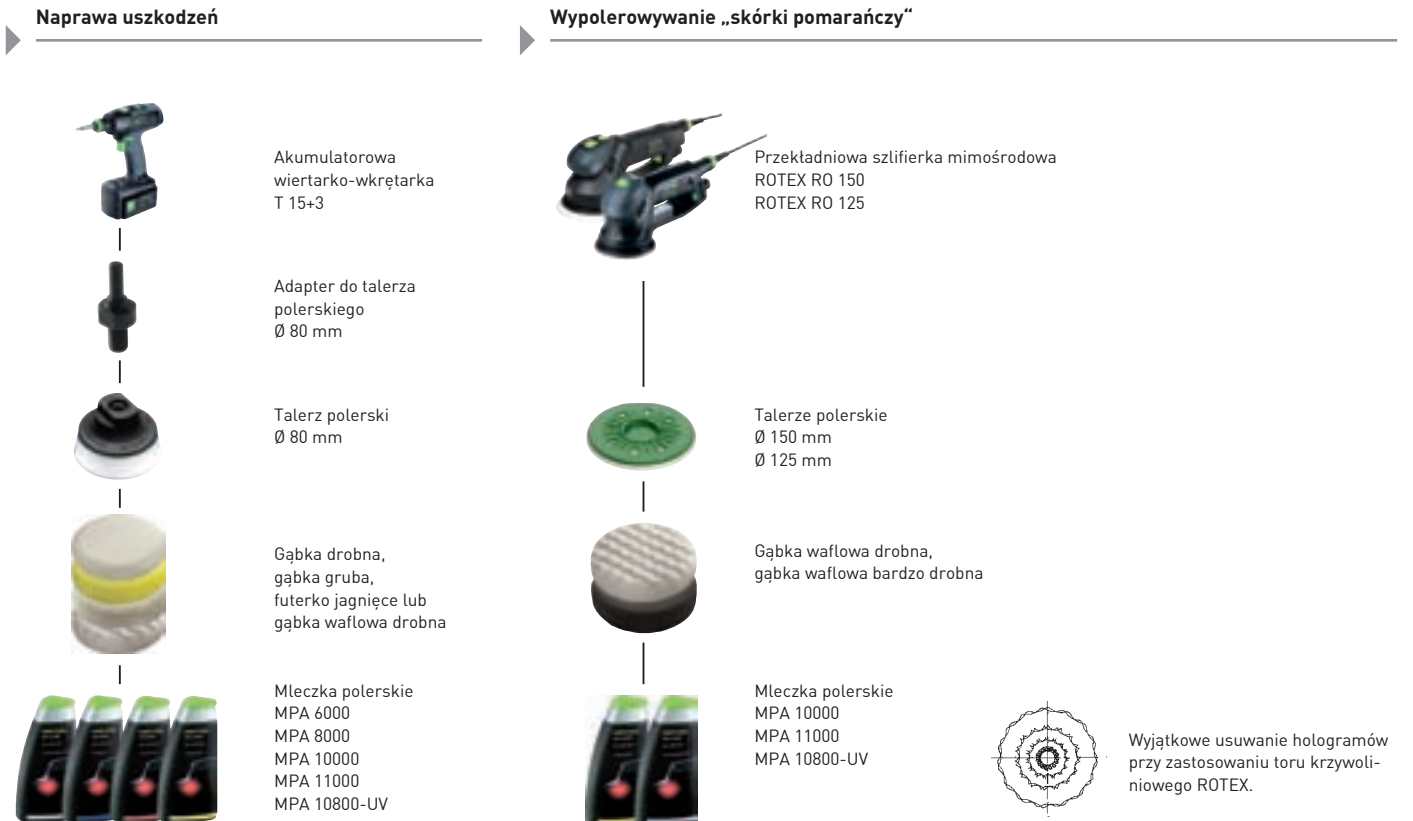 Naprawa uszkodzeń
Akumulatorowa
wiertarko-wkrętarka
T 15+3
Adapter do talerza
polerskiego
Ø 80 mm
Talerz polerski
Ø 80 mm
Gąbka drobna,
gąbka gruba,
futerko jagnięce lub
gąbka waflowa drobna
Mleczka polerskie
MPA 6000
MPA 8000
MPA 10000
MPA 11000
MPA 10800-UV
Wypolerowywanie „skórki pomarańczy“
Przekładniowa szlifierka mimośrodowa
ROTEX RO 150
ROTEX RO 125
Talerze polerskie
Ø 150 mm
Ø 125 mm
Gąbka waflowa drobna,
gąbka waflowa bardzo drobna
Mleczka polerskie
MPA 10000
MPA 11000
MPA 10800-UV
Wyjątkowe usuwanie hologramów
przy zastosowaniu toru krzywoli-
niowego ROTEX.